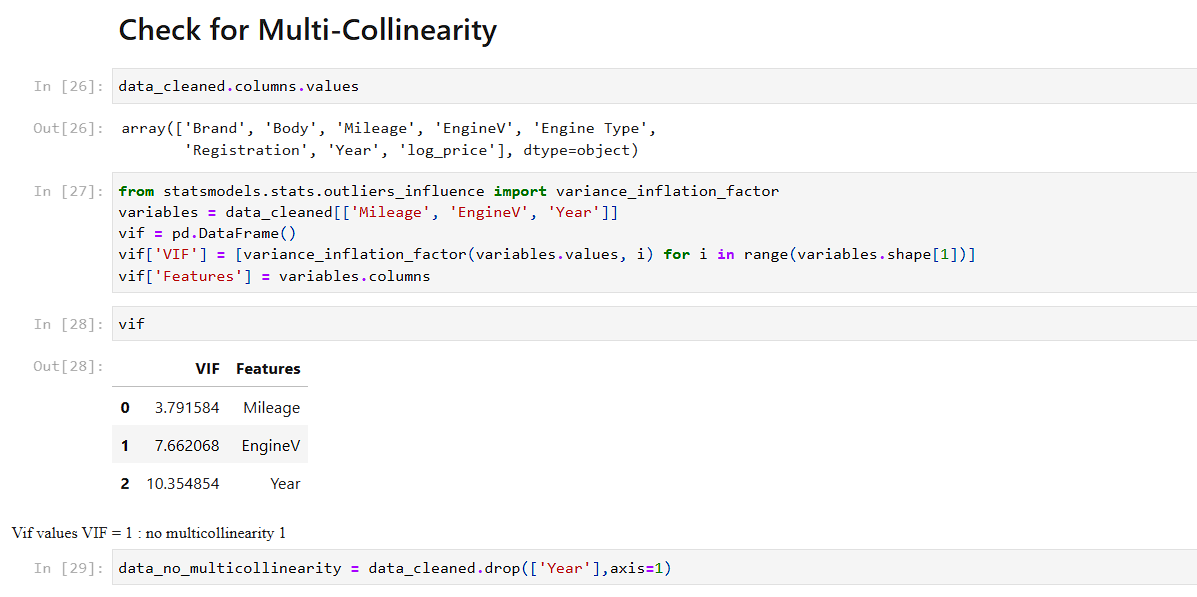 Check for Multi-Collinearity
In [26]: data_cleaned.columns.values
Out[26]: array(['Brand', 'Body', 'Mileage', 'EngineV', 'Engine Type',
'Registration', 'Year', 'log_price'], dtype=object)
In [27]: from statsmodels.stats.outliers_influence import variance_inflation_factor
variables = data_cleaned[['Mileage', 'EngineV', 'Year']]
vif = pd.DataFrame()
vif['VIF'] = [variance_inflation_factor(variables.values, i) for i in range(variables.shape[1])]
vif['Features'] = variables.columns
In [28]: vif
Out[28]:
VIF Features
0 3.791584 Mileage
1 7.662068 EngineV
2 10.354854 Year
Vif values VIF = 1 : no multicollinearity 1
In [29]: data_no_multicollinearity = data_cleaned.drop(['Year'],axis=1)